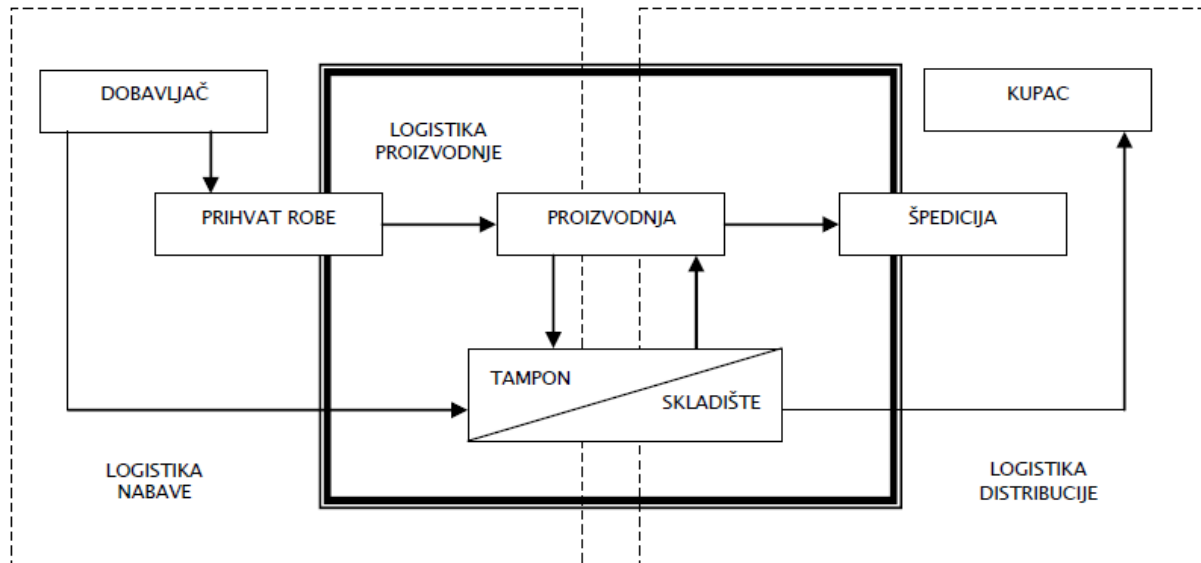 DOBAVLJAČ
KUPAC
LOGISTIKA
PROIZVODNJE
PRIHVAT ROBE
PROIZVODNJA
ŠPEDICIJA
TAMPON
SKLADIŠTE
LOGISTIKA
NABAVE
LOGISTIKA
DISTRIBUCIJE